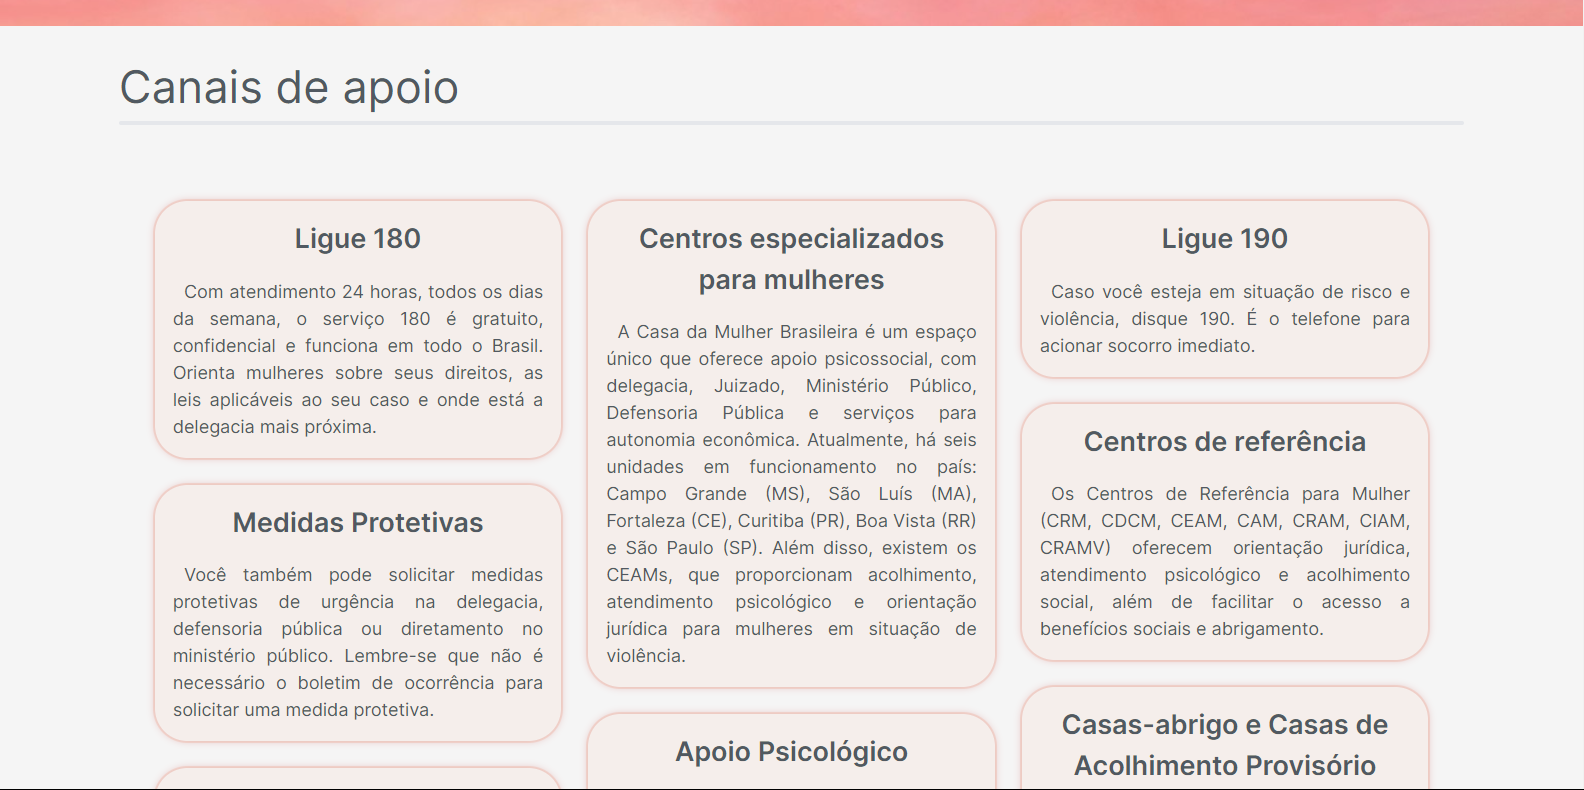 Canais de apoio
Ligue 180
Com atendimento 24 horas, todos os dias
da semana, o serviço 180 é gratuito,
confidencial e funciona em todo o Brasil.
Orienta mulheres sobre seus direitos, as
leis aplicáveis ao seu caso e onde está a
delegacia mais próxima.
Medidas Protetivas
Você também pode solicitar medidas
protetivas de urgência na delegacia,
defensoria pública ou diretamento no
ministério público. Lembre-se que não é
necessário o boletim de ocorrência para
solicitar uma medida protetiva.
Centros especializados
para mulheres
A Casa da Mulher Brasileira é um espaço
único que oferece apoio psicossocial, com
delegacia, Juizado, Ministério Público,
Defensoria Pública e serviços para
autonomia econômica. Atualmente, há seis
unidades em funcionamento no país:
Campo Grande (MS), São Luís (MA),
Fortaleza (CE), Curitiba (PR), Boa Vista (RR)
e São Paulo (SP). Além disso, existem os
CEAMs, que proporcionam acolhimento,
atendimento psicológico e orientação
jurídica para mulheres em situação de
violência.
Apoio Psicológico
Ligue 190
Caso você esteja em situação de risco e
violência, disque 190. É o telefone para
acionar socorro imediato.
Centros de referência
Os Centros de Referência para Mulher
(CRM, CDCM, CEAM, CAM, CRAM, CIAM,
CRAMV) oferecem orientação jurídica,
atendimento psicológico e acolhimento
social, além de facilitar o acesso a
benefícios sociais e abrigamento.
Casas-abrigo e Casas de
Acolhimento Provisório